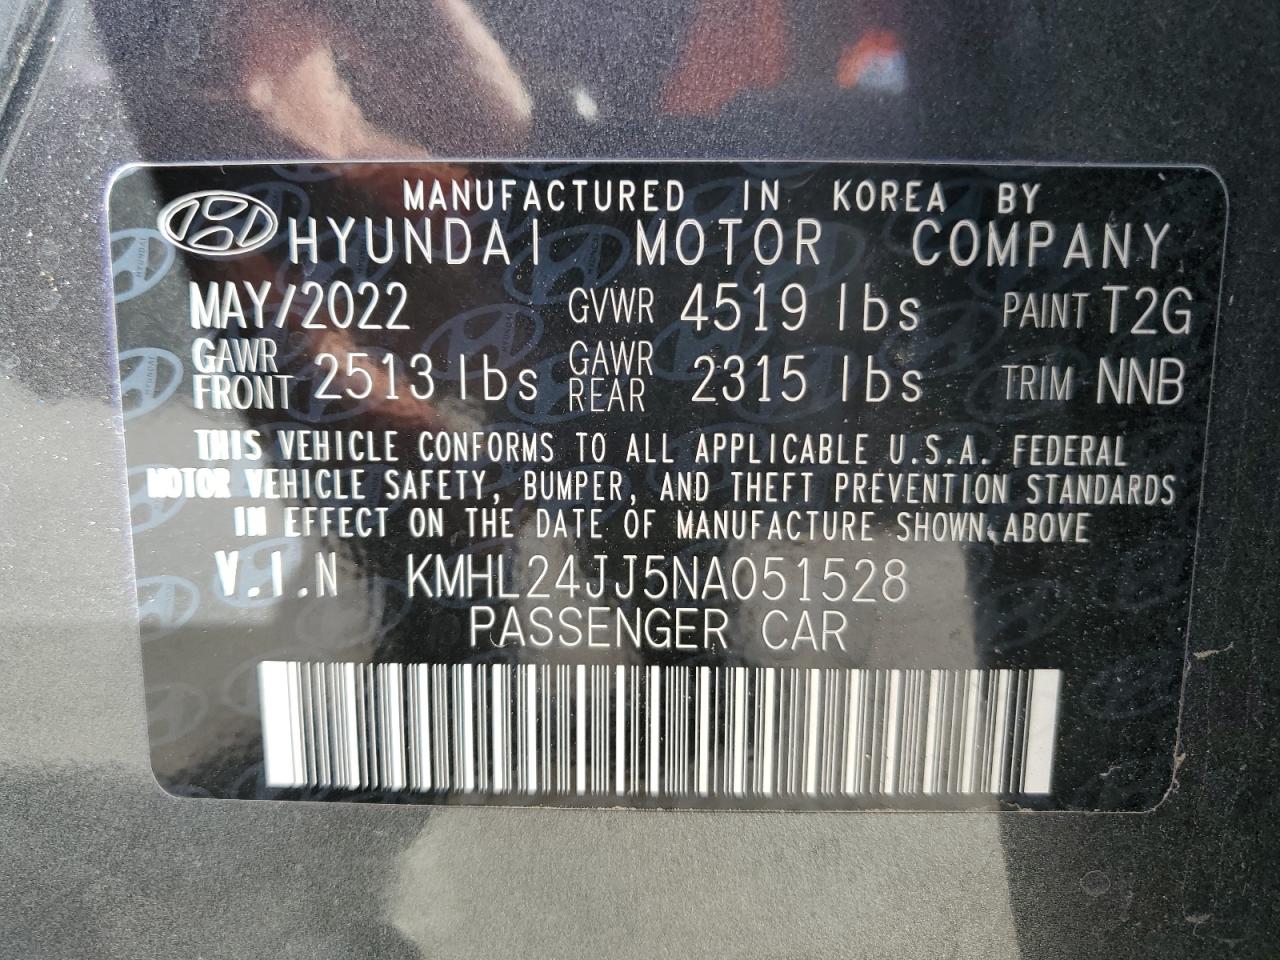 MANUFACTURED IN KOREA BY
HYUNDAI MOTOR COMPANY
MAY/2022 GVWR 4519 lbs PAINT T2G
GAWR FRONT 2513 lbs GAWR REAR 2315 lbs TRIM NNB
THIS VEHICLE CONFORMS TO ALL APPLICABLE U.S.A. FEDERAL
MOTOR VEHICLE SAFETY, BUMPER, AND THEFT PREVENTION STANDARDS
IN EFFECT ON THE DATE OF MANUFACTURE SHOWN ABOVE
V.I.N KMHL24JJ5NA051528
PASSENGER CAR